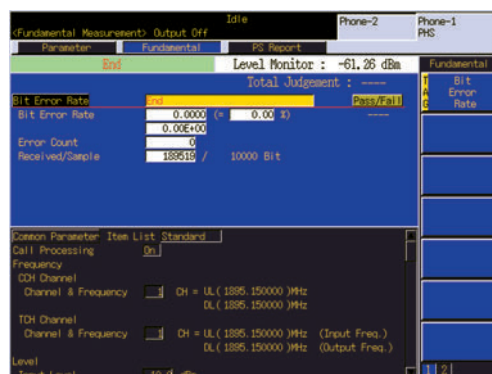 Idle
<Fundamental Measurement> Output Off
Phone-2
Phone-1
PHS
Parameter Fundamental PS Report
Fundamental
End
Level Monitor : -61.26 dBm
Total Judgement : ----
T
A
G
Bit
Error
Rate
Bit Error Rate End Pass/Fail
Bit Error Rate 0.0000 (= 0.00 %) ----
0.00E+00
Error Count 0
Received/Sample 189519 / 10000 Bit
Common Parameter Item List Standard
Call Processing On
Frequency
CCH Channel
Channel & Frequency 1 CH = UL( 1895.150000 )MHz
DL( 1895.150000 )MHz
TCH Channel
Channel & Frequency 1 CH = UL( 1895.150000 )MHz (Input Freq.)
DL( 1895.150000 )MHz (Output Freq.)
Level
Input Level dBm
1 2